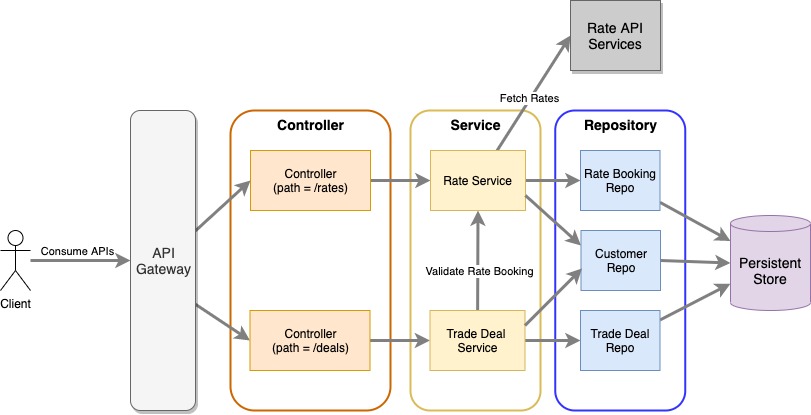 Rate API
Services
Fetch Rates
Controller
Service
Repository
Controller
(path = /rates)
Rate Service
Rate Booking
Repo
Consume APIs
API
Gateway
Validate Rate Booking
Customer
Repo
Persistent
Store
Client
Controller
(path = /deals)
Trade Deal
Service
Trade Deal
Repo